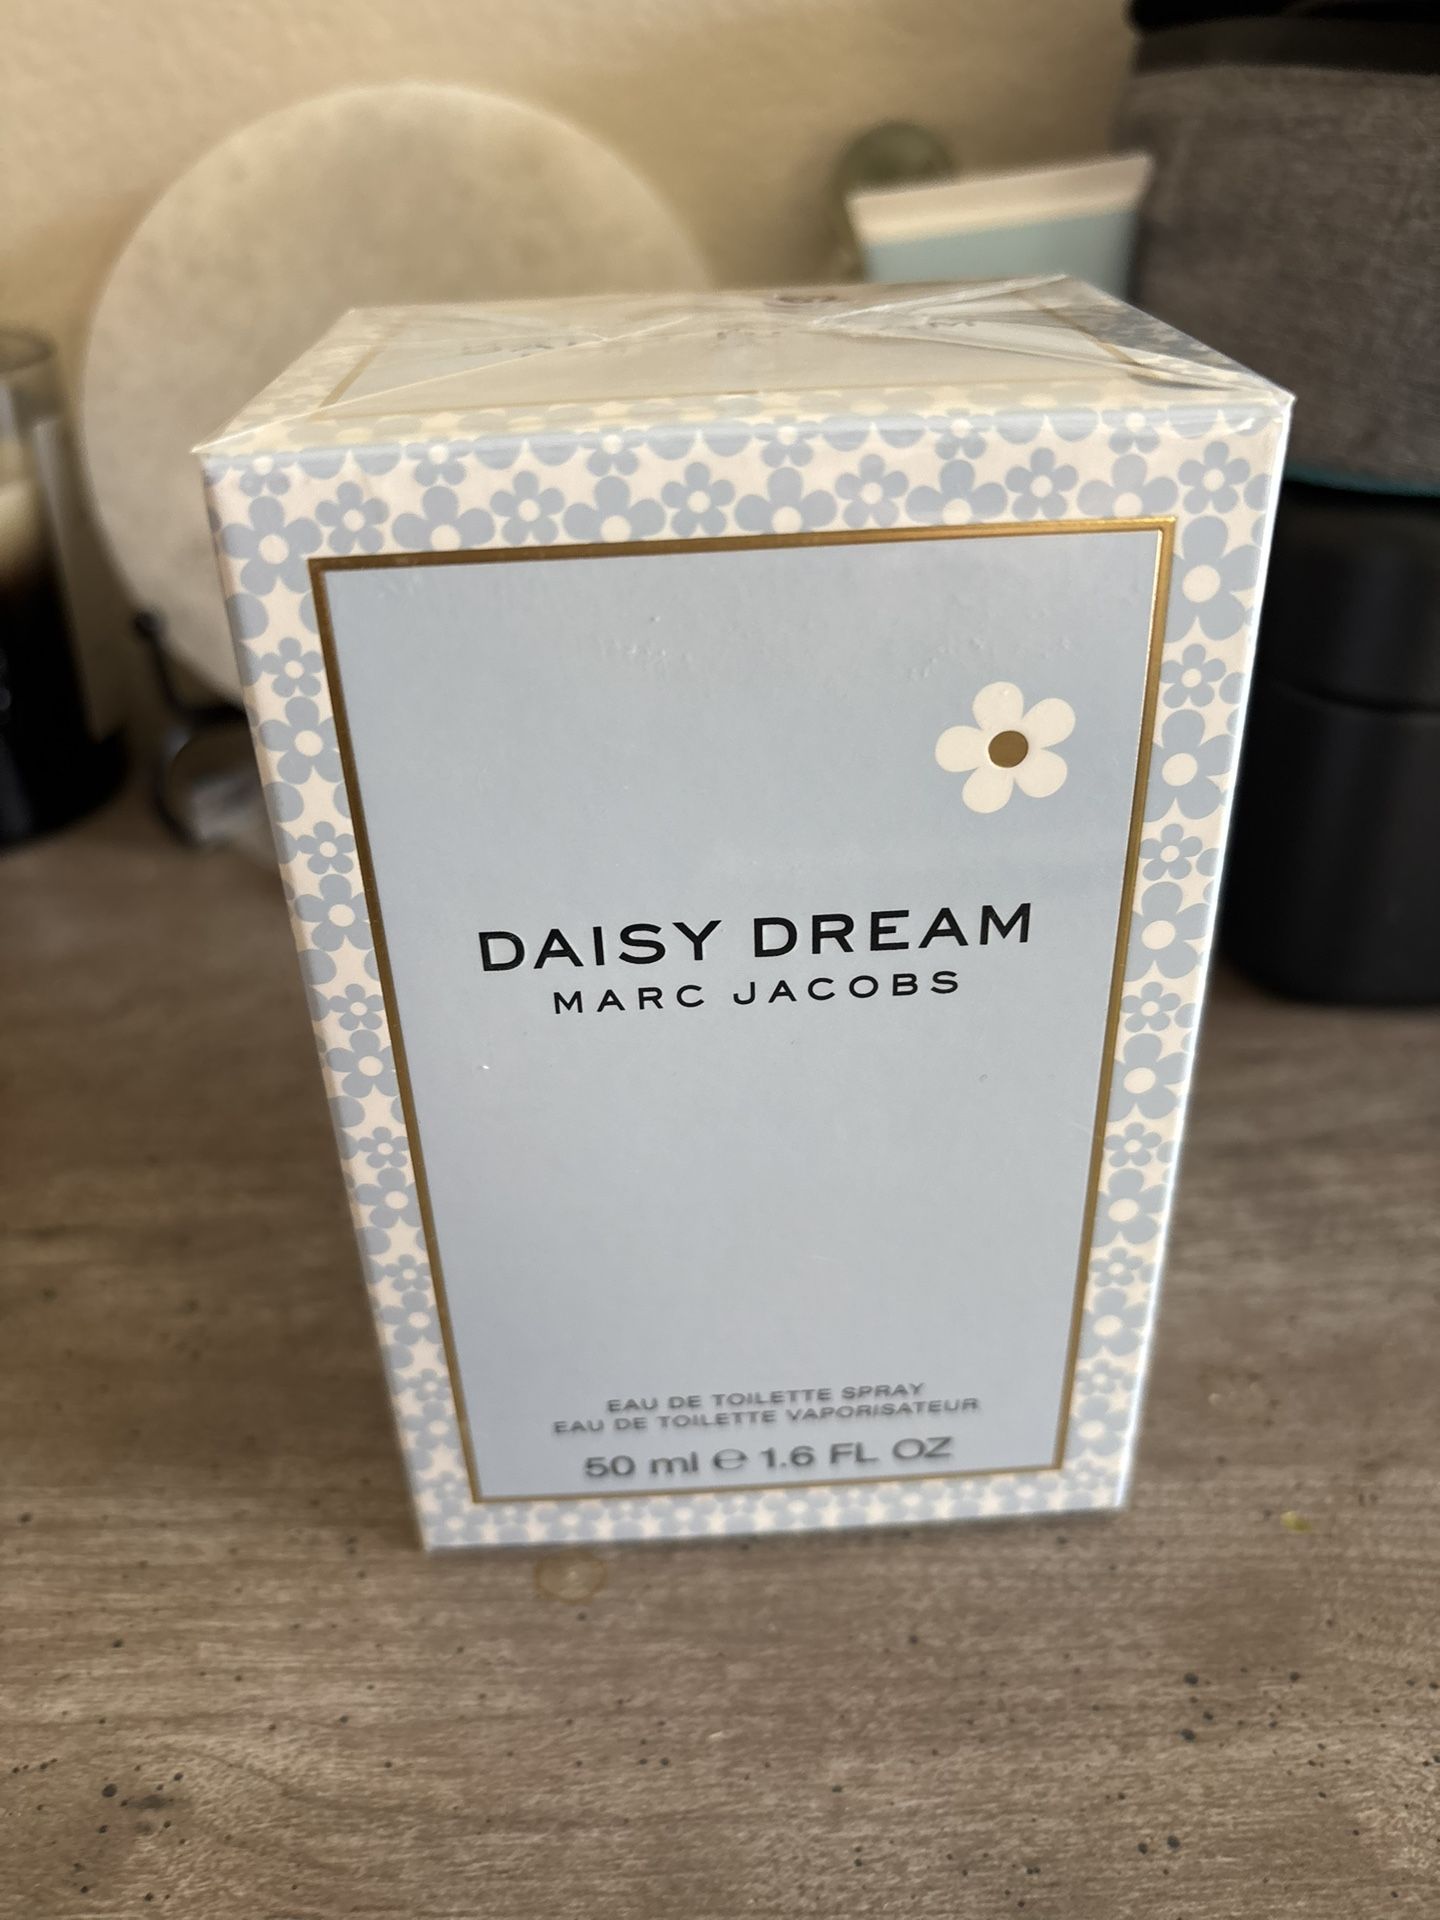 DAISY DREAM
MARC JACOBS
EAU DE TOILETTE SPRAY
EAU DE TOILETTE VAPORISATEUR
50 ml ℮ 1.6 FL OZ